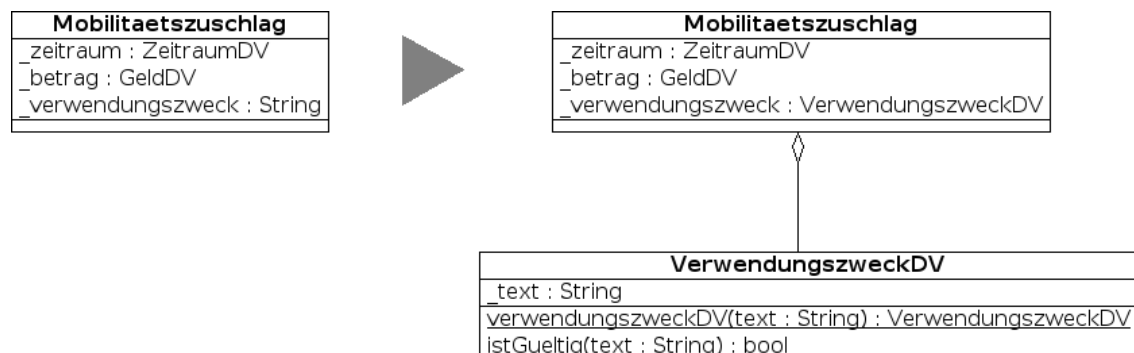 Mobilitaetszuschlag
_zeitraum : ZeitraumDV
_betrag : GeldDV
_verwendungszweck : String
Mobilitaetszuschlag
_zeitraum : ZeitraumDV
_betrag : GeldDV
_verwendungszweck : VerwendungszweckDV
VerwendungszweckDV
_text : String
verwendungszweckDV(text : String) : VerwendungszweckDV
istGueltig(text : String) : bool